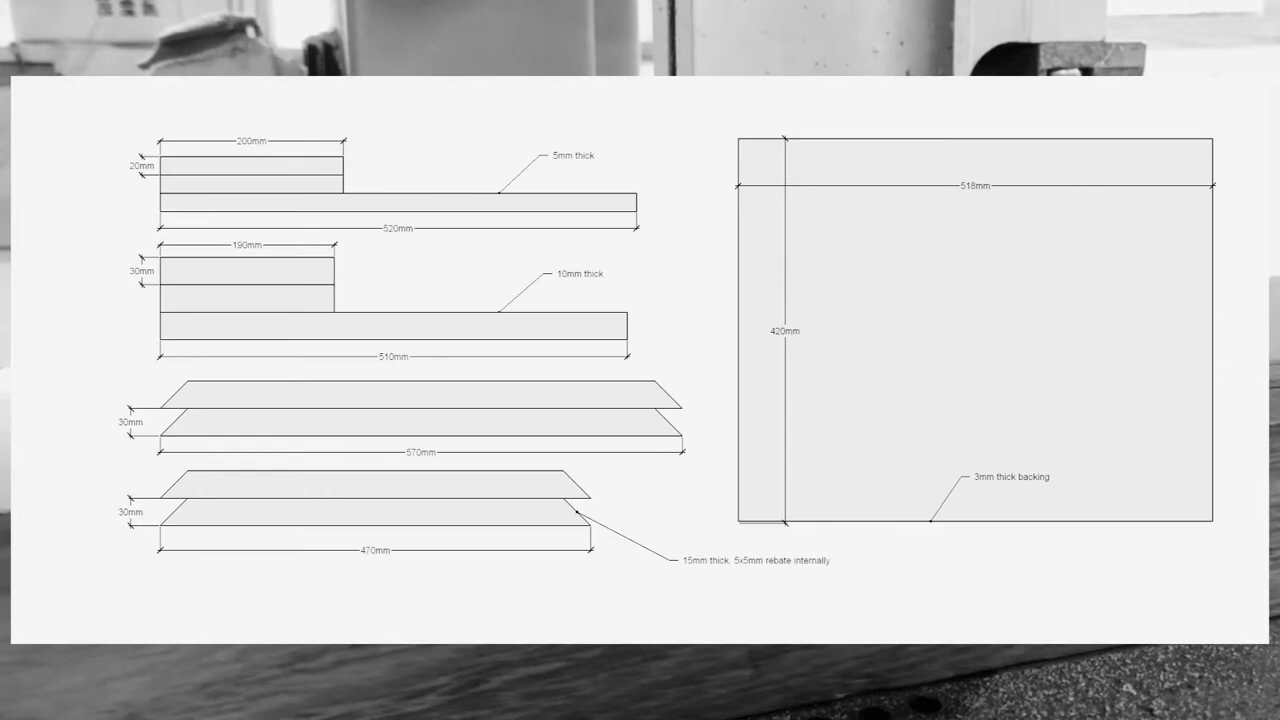 200mm
20mm
5mm thick
520mm
190mm
30mm
10mm thick
510mm
30mm
570mm
30mm
470mm
15mm thick, 5x5mm rebate internally
518mm
420mm
3mm thick backing